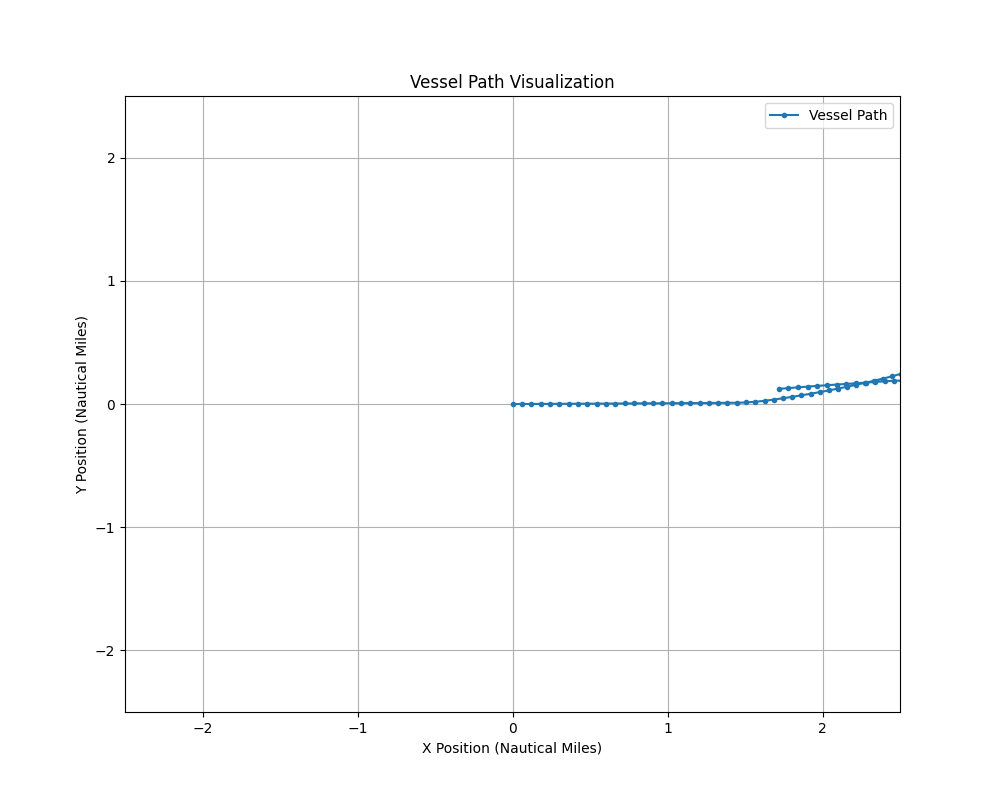 Vessel Path Visualization
Vessel Path
Y Position (Nautical Miles)
2
1
0
−1
−2
−2
−1
0
1
2
X Position (Nautical Miles)